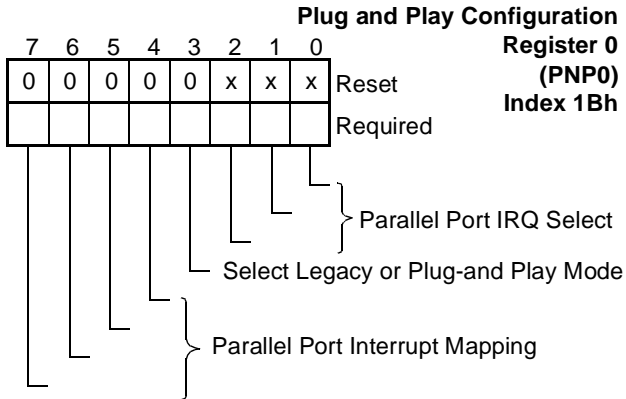 Plug and Play Configuration
Register 0
(PNP0)
Index 1Bh
7 6 5 4 3 2 1 0
0 0 0 0 0 x x x Reset
Required
Parallel Port IRQ Select
Select Legacy or Plug-and Play Mode
Parallel Port Interrupt Mapping